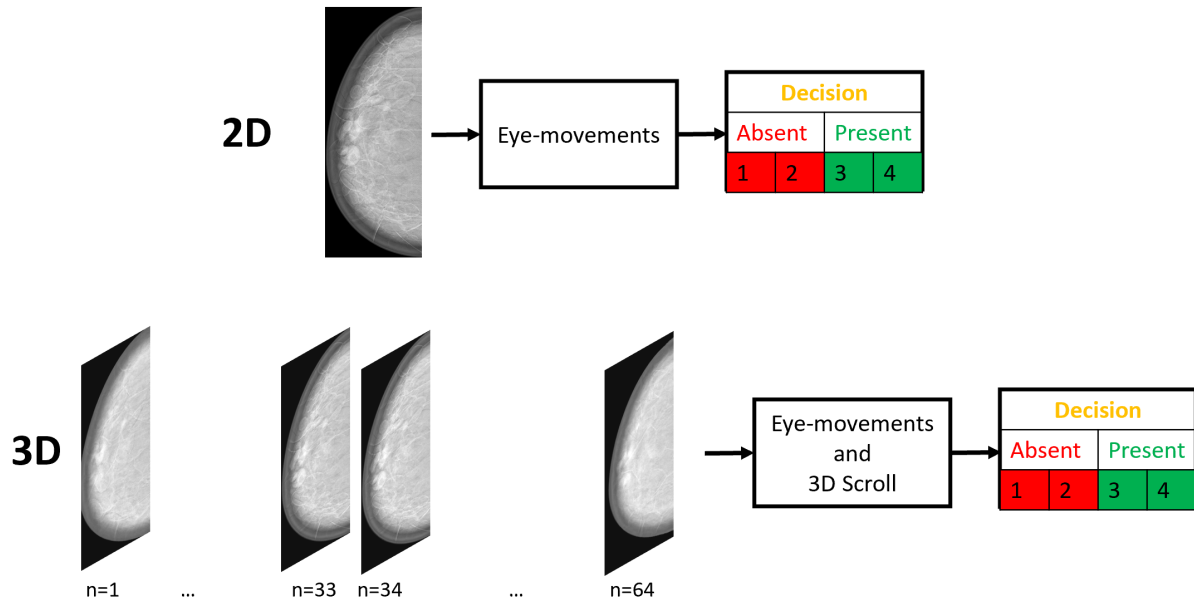 2D
Eye-movements
Decision
Absent Present
1 2 3 4
3D
Eye-movements
and
3D Scroll
Decision
Absent Present
1 2 3 4
n=1 ... n=33 n=34 ... n=64